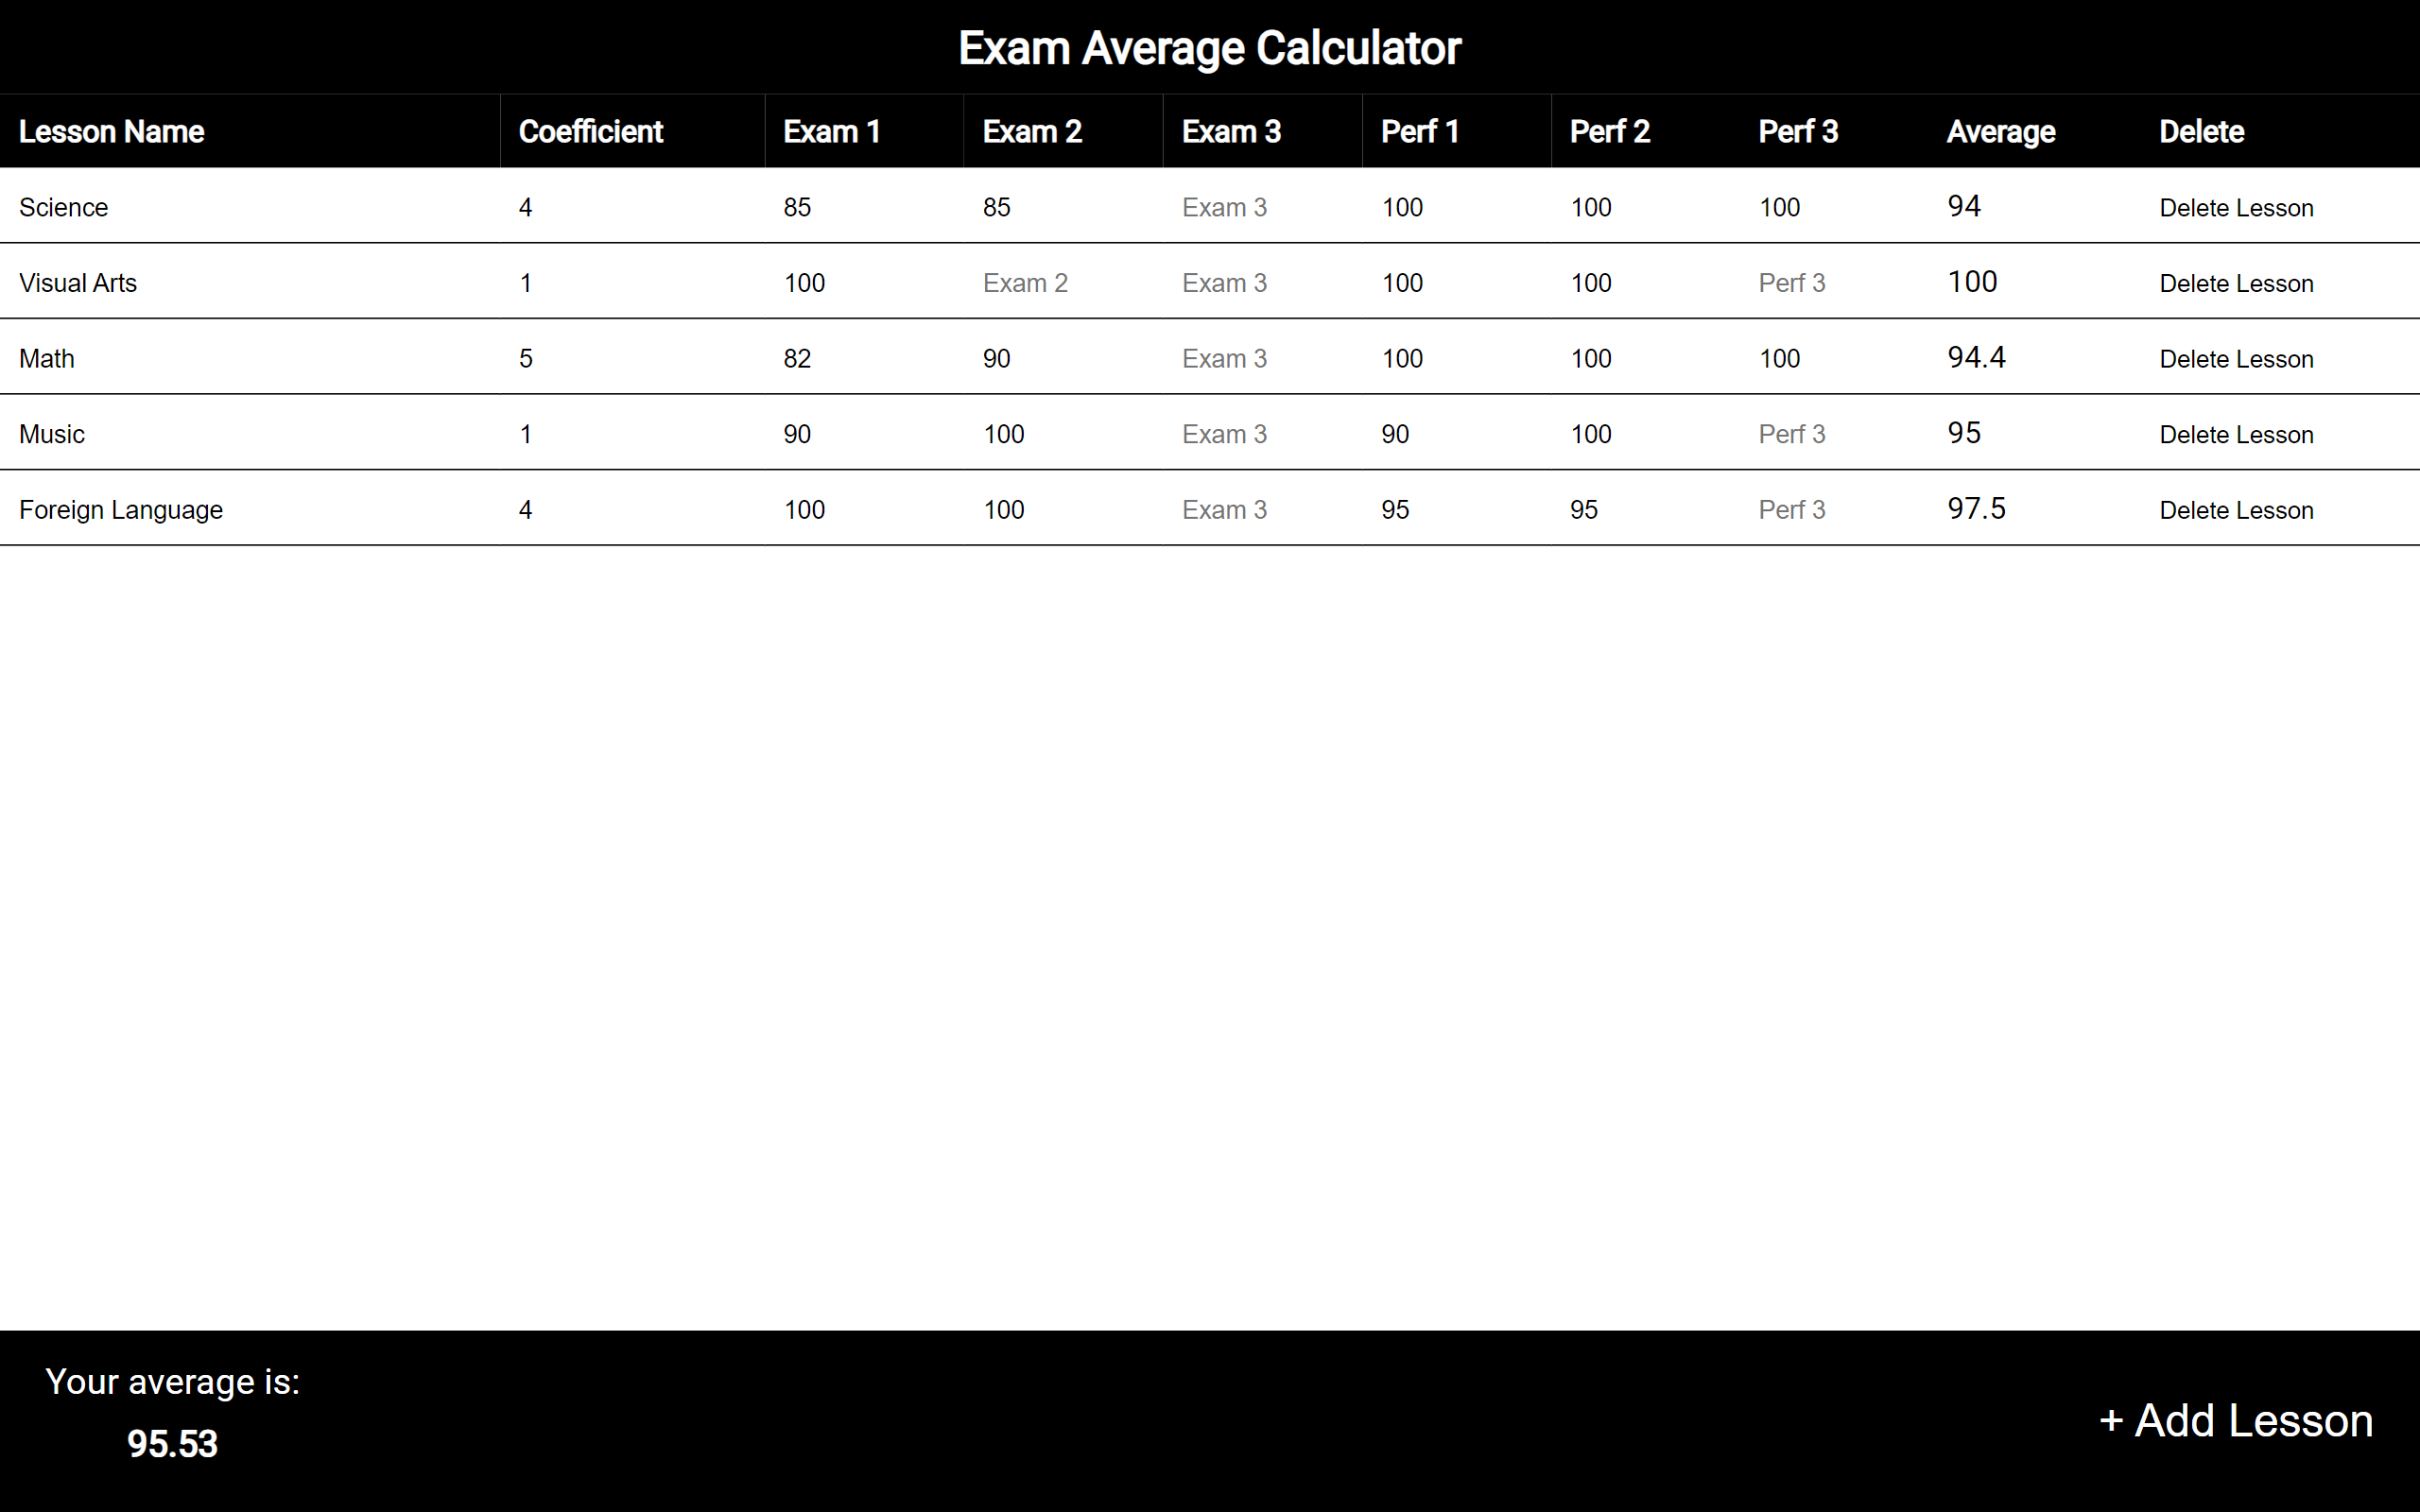 Exam Average Calculator
Lesson Name Coefficient Exam 1 Exam 2 Exam 3 Perf 1 Perf 2 Perf 3 Average Delete
Science 4 85 85 Exam 3 100 100 100 94 Delete Lesson
Visual Arts 1 100 Exam 2 Exam 3 100 100 Perf 3 100 Delete Lesson
Math 5 82 90 Exam 3 100 100 100 94.4 Delete Lesson
Music 1 90 100 Exam 3 90 100 Perf 3 95 Delete Lesson
Foreign Language 4 100 100 Exam 3 95 95 Perf 3 97.5 Delete Lesson
Your average is:
95.53
+ Add Lesson